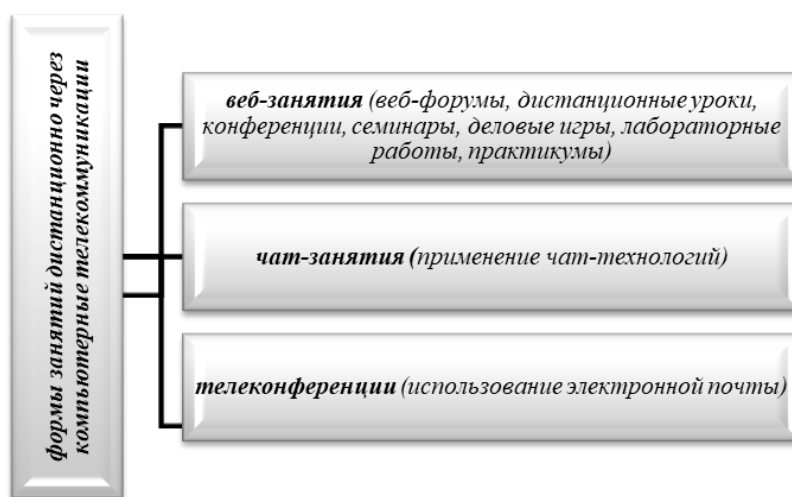 формы занятий дистанционно через
компьютерные телекоммуникации
веб-занятия (веб-форумы, дистанционные уроки,
конференции, семинары, деловые игры, лабораторные
работы, практикумы)
чат-занятия (применение чат-технологий)
телеконференции (использование электронной почты)